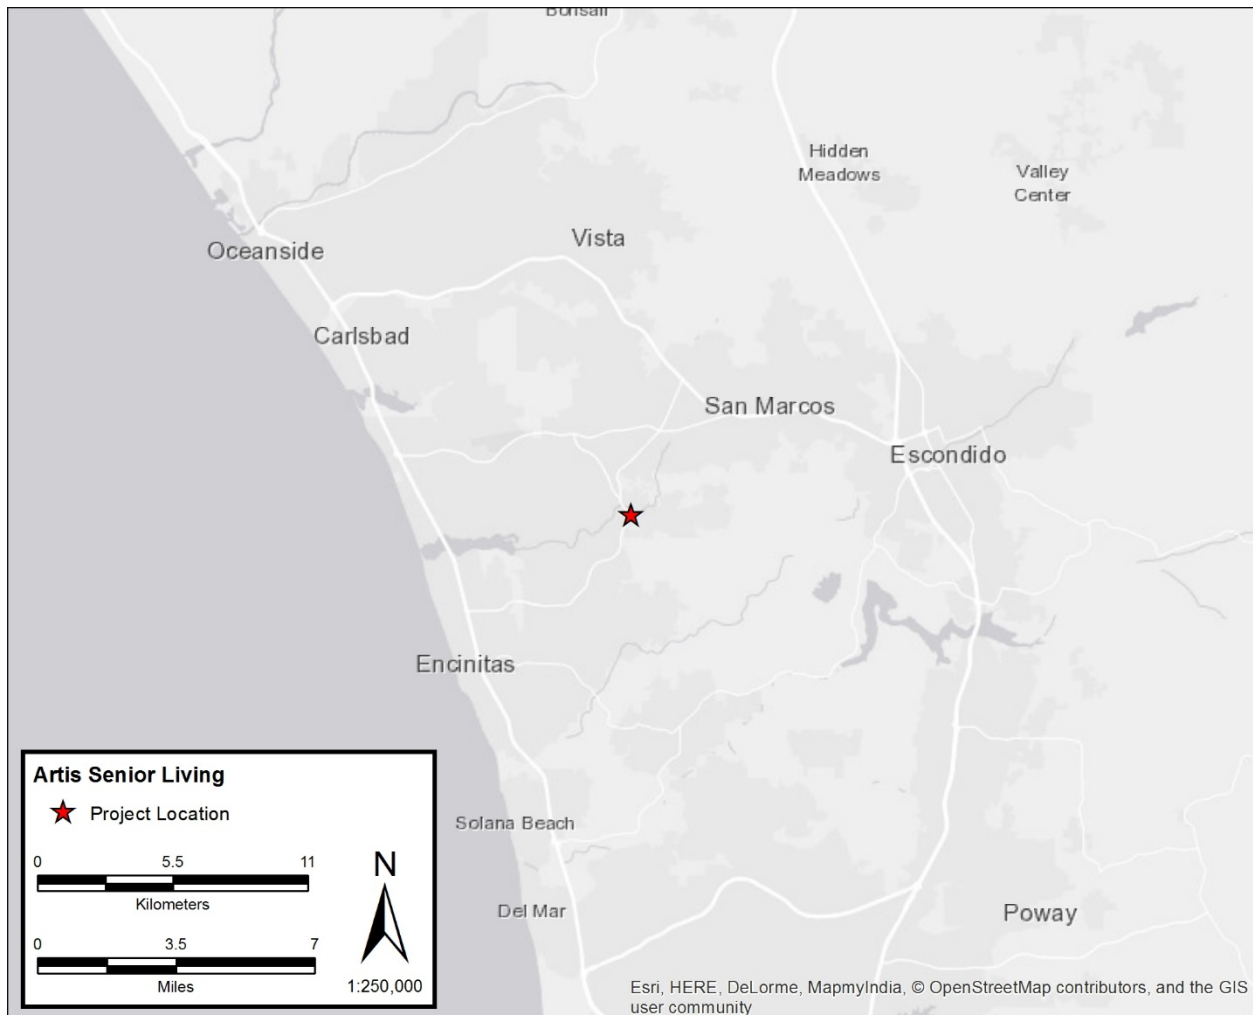 Bonsall
Hidden
Meadows
Valley
Center
Vista
Oceanside
Carlsbad
San Marcos
Escondido
Encinitas
Solana Beach
Del Mar
Poway
Artis Senior Living
Project Location
0 5.5 11
Kilometers
0 3.5 7
Miles
N
1:250,000
Esri, HERE, DeLorme, MapmyIndia, © OpenStreetMap contributors, and the GIS
user community